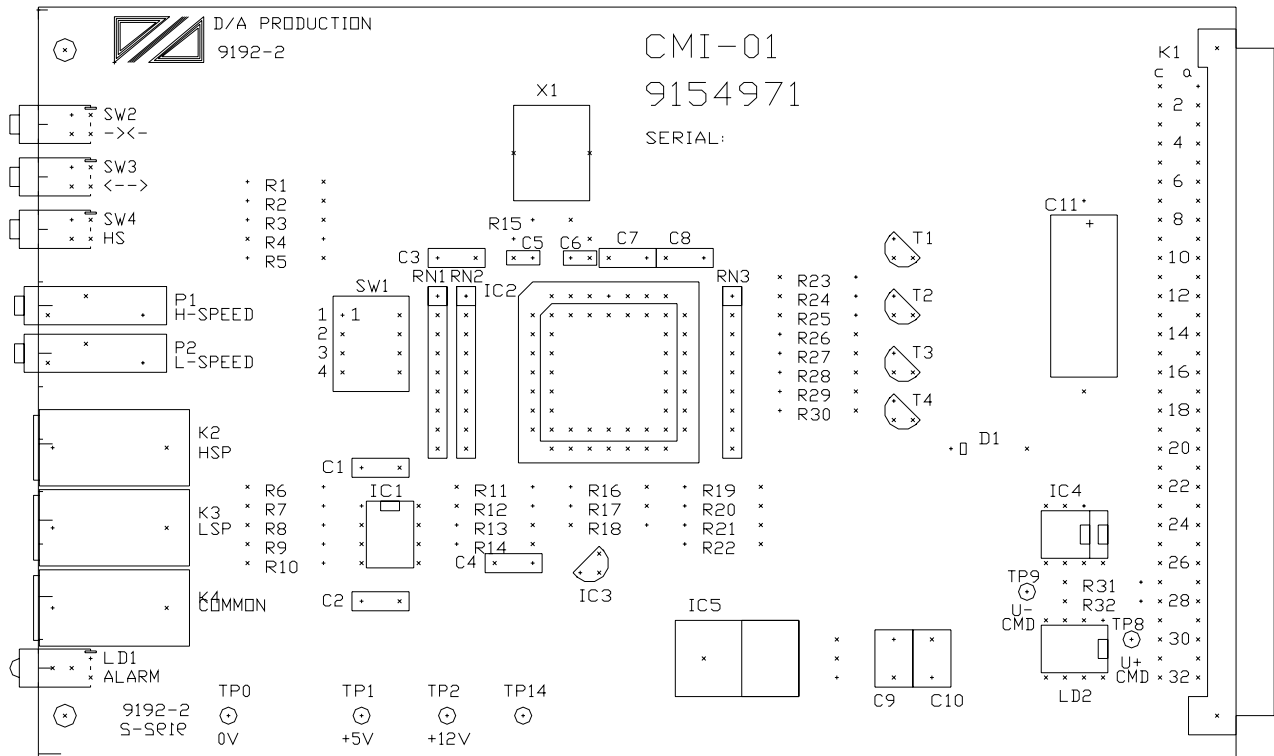 D/A PRODUCTION
9192-2
CMI-01
9154971
SERIAL:
K1
c a
2
4
6
8
10
12
14
16
18
20
22
24
26
28
30
32
X1
SW2
-><-
SW3
<-->
SW4
HS
P1
H-SPEED
P2
L-SPEED
K2
HSP
K3
LSP
K4
COMMON
LD1
ALARM
R1
R2
R3
R4
R5
R15
C3
C5
C6
C7
C8
RN1
RN2
IC2
RN3
SW1
1 1
2
3
4
R23
R24
R25
R26
R27
R28
R29
R30
T1
T2
T3
T4
C11
D1
C1
IC1
C2
R6
R7
R8
R9
R10
R11
R12
R13
R14
C4
R16
R17
R18
IC3
R19
R20
R21
R22
IC4
TP9
U-
CMD
R31
R32
TP8
U+
CMD
LD2
IC5
C9
C10
9192-2
9192-2
TP0
0V
TP1
+5V
TP2
+12V
TP14